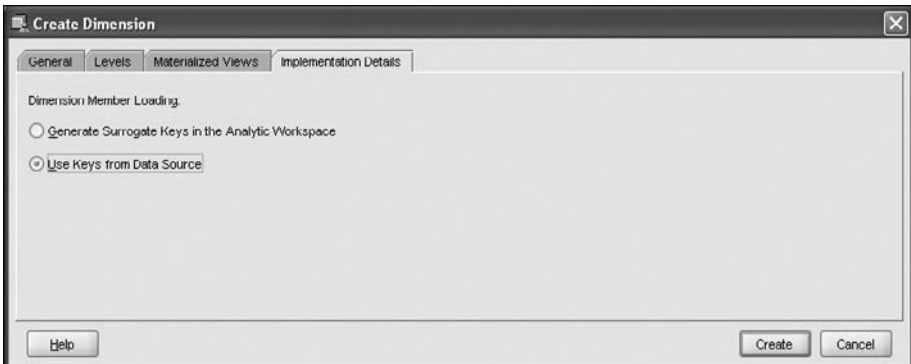 Create Dimension
General Levels Materialized Views Implementation Details
Dimension Member Loading:
Generate Surrogate Keys in the Analytic Workspace
Use Keys from Data Source
Help Create Cancel